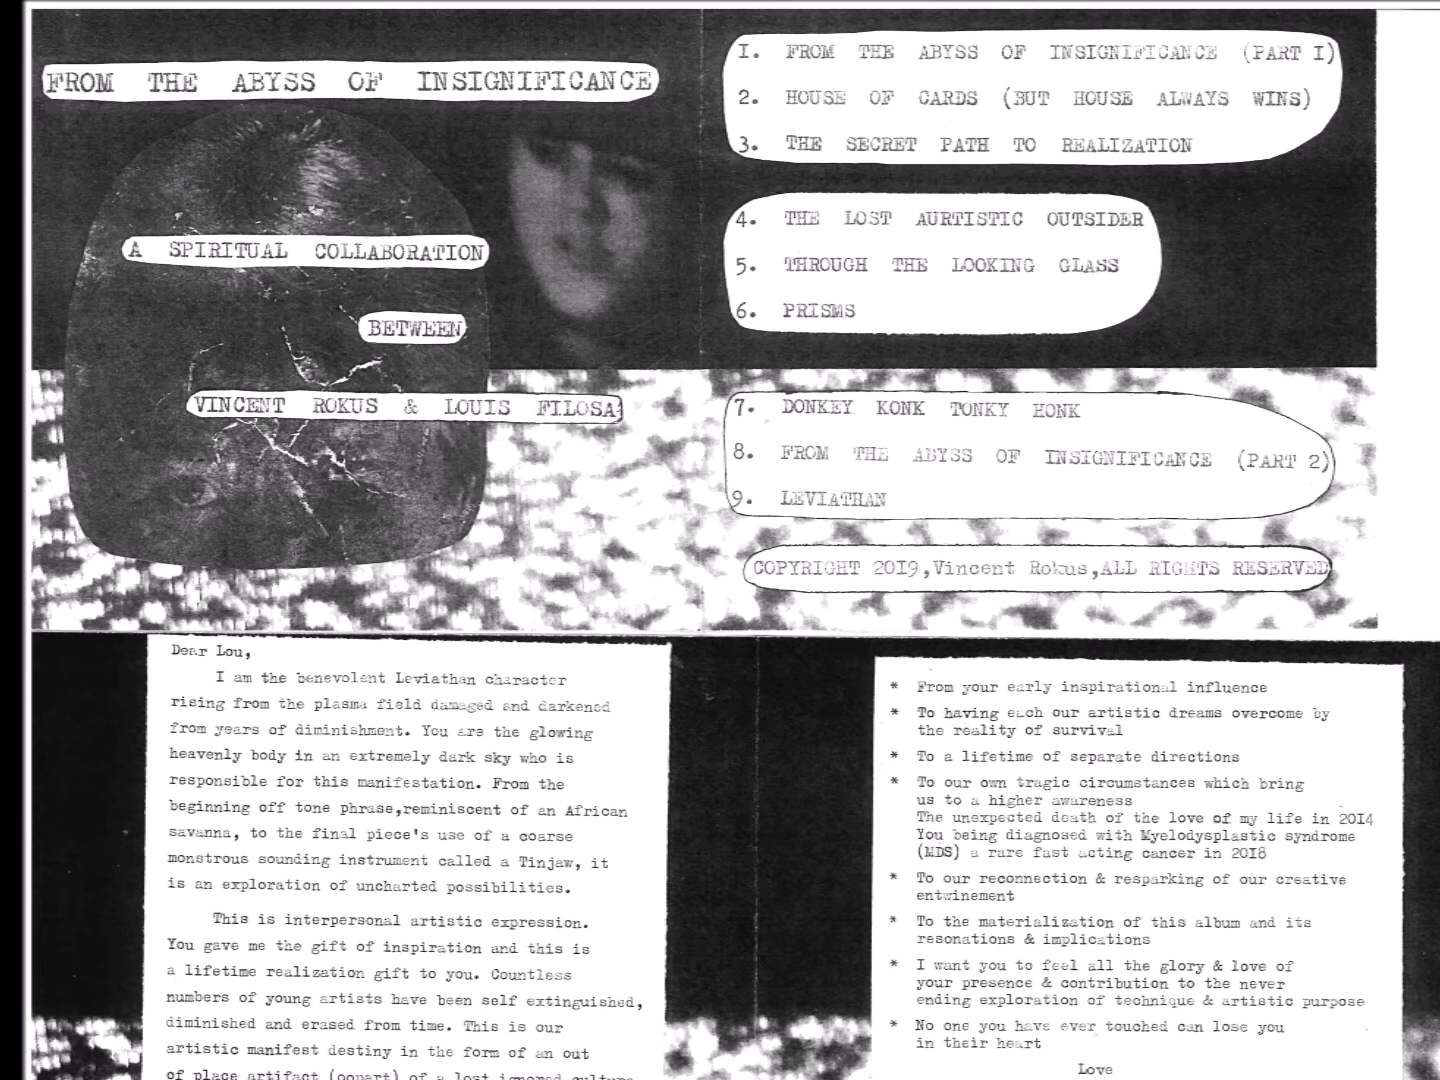 FROM THE ABYSS OF INSIGNIFICANCE
A SPIRITUAL COLLABORATION
BETWEEN
VINCENT ROKUS & LOUIS FILOSA
1. FROM THE ABYSS OF INSIGNIFICANCE (PART I)
2. HOUSE OF CARDS (BUT HOUSE ALWAYS WINS)
3. THE SECRET PATH TO REALIZATION
4. THE LOST AURTISTIC OUTSIDER
5. THROUGH THE LOOKING GLASS
6. PRISMS
7. DONKEY KONK TONKY HONK
8. FROM THE ABYSS OF INSIGNIFICANCE (PART 2)
9. LEVIATHAN
COPYRIGHT 2019,Vincent Rokus,ALL RIGHTS RESERVED
Dear Lou,
I am the benevolent Leviathan character
rising from the plasma field damaged and darkened
from years of diminishment. You are the glowing
heavenly body in an extremely dark sky who is
responsible for this manifestation. From the
beginning off tone phrase,reminiscent of an African
savanna, to the final piece's use of a coarse
monstrous sounding instrument called a Tinjaw, it
is an exploration of uncharted possibilities.
This is interpersonal artistic expression.
You gave me the gift of inspiration and this is
a lifetime realization gift to you. Countless
numbers of young artists have been self extinguished,
diminished and erased from time. This is our
artistic manifest destiny in the form of an out
of place artifact (oopart) of a lost ignored culture
* From your early inspirational influence
* To having each our artistic dreams overcome by
the reality of survival
* To a lifetime of separate directions
* To our own tragic circumstances which bring
us to a higher awareness
The unexpected death of the love of my life in 2014
You being diagnosed with Myelodysplastic syndrome
(MDS) a rare fast acting cancer in 2018
* To our reconnection & resparking of our creative
entwinement
* To the materialization of this album and its
resonations & implications
* I want you to feel all the glory & love of
your presence & contribution to the never
ending exploration of technique & artistic purpose
* No one you have ever touched can lose you
in their heart
Love